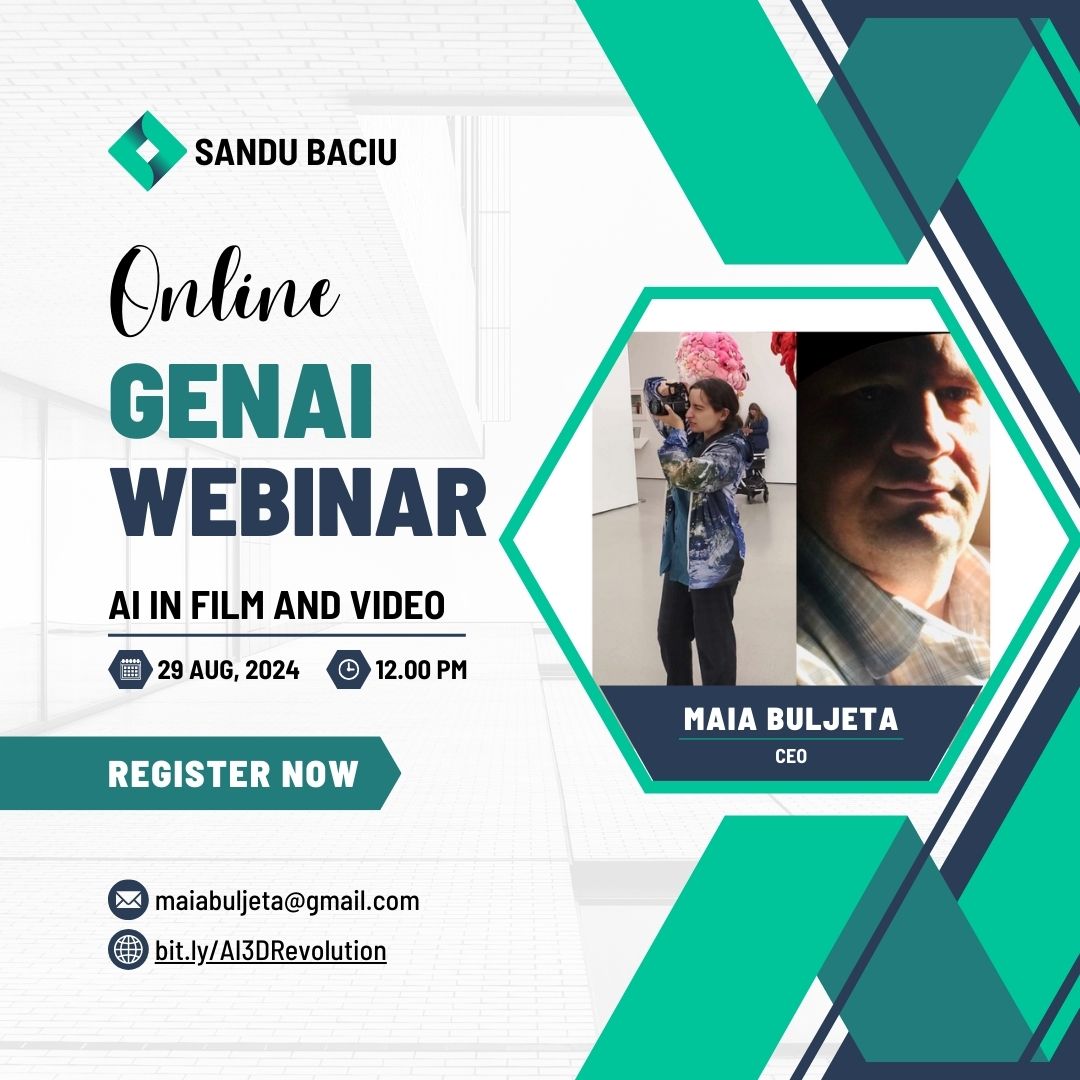 SANDU BACIU
Online
GENAI
WEBINAR
AI IN FILM AND VIDEO
29 AUG, 2024 12.00 PM
REGISTER NOW
maiabuljeta@gmail.com
bit.ly/AI3DRevolution
MAIA BULJETA
CEO